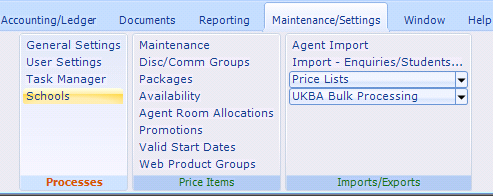 Accounting/Ledger Documents Reporting Maintenance/Settings Window Help
General Settings
User Settings
Task Manager
Schools
Processes
Maintenance
Disc/Comm Groups
Packages
Availability
Agent Room Allocations
Promotions
Valid Start Dates
Web Product Groups
Price Items
Agent Import
Import - Enquiries/Students...
Price Lists
UKBA Bulk Processing
Imports/Exports